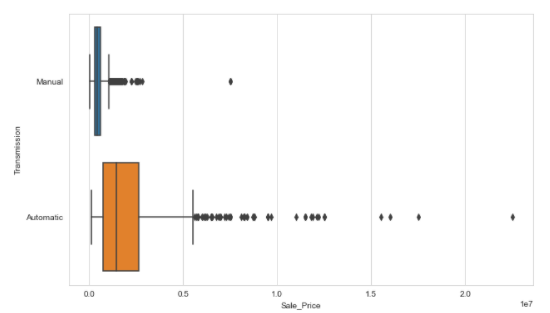 Manual
Transmission
Automatic
0.0 0.5 1.0 1.5 2.0
1e7
Sale_Price